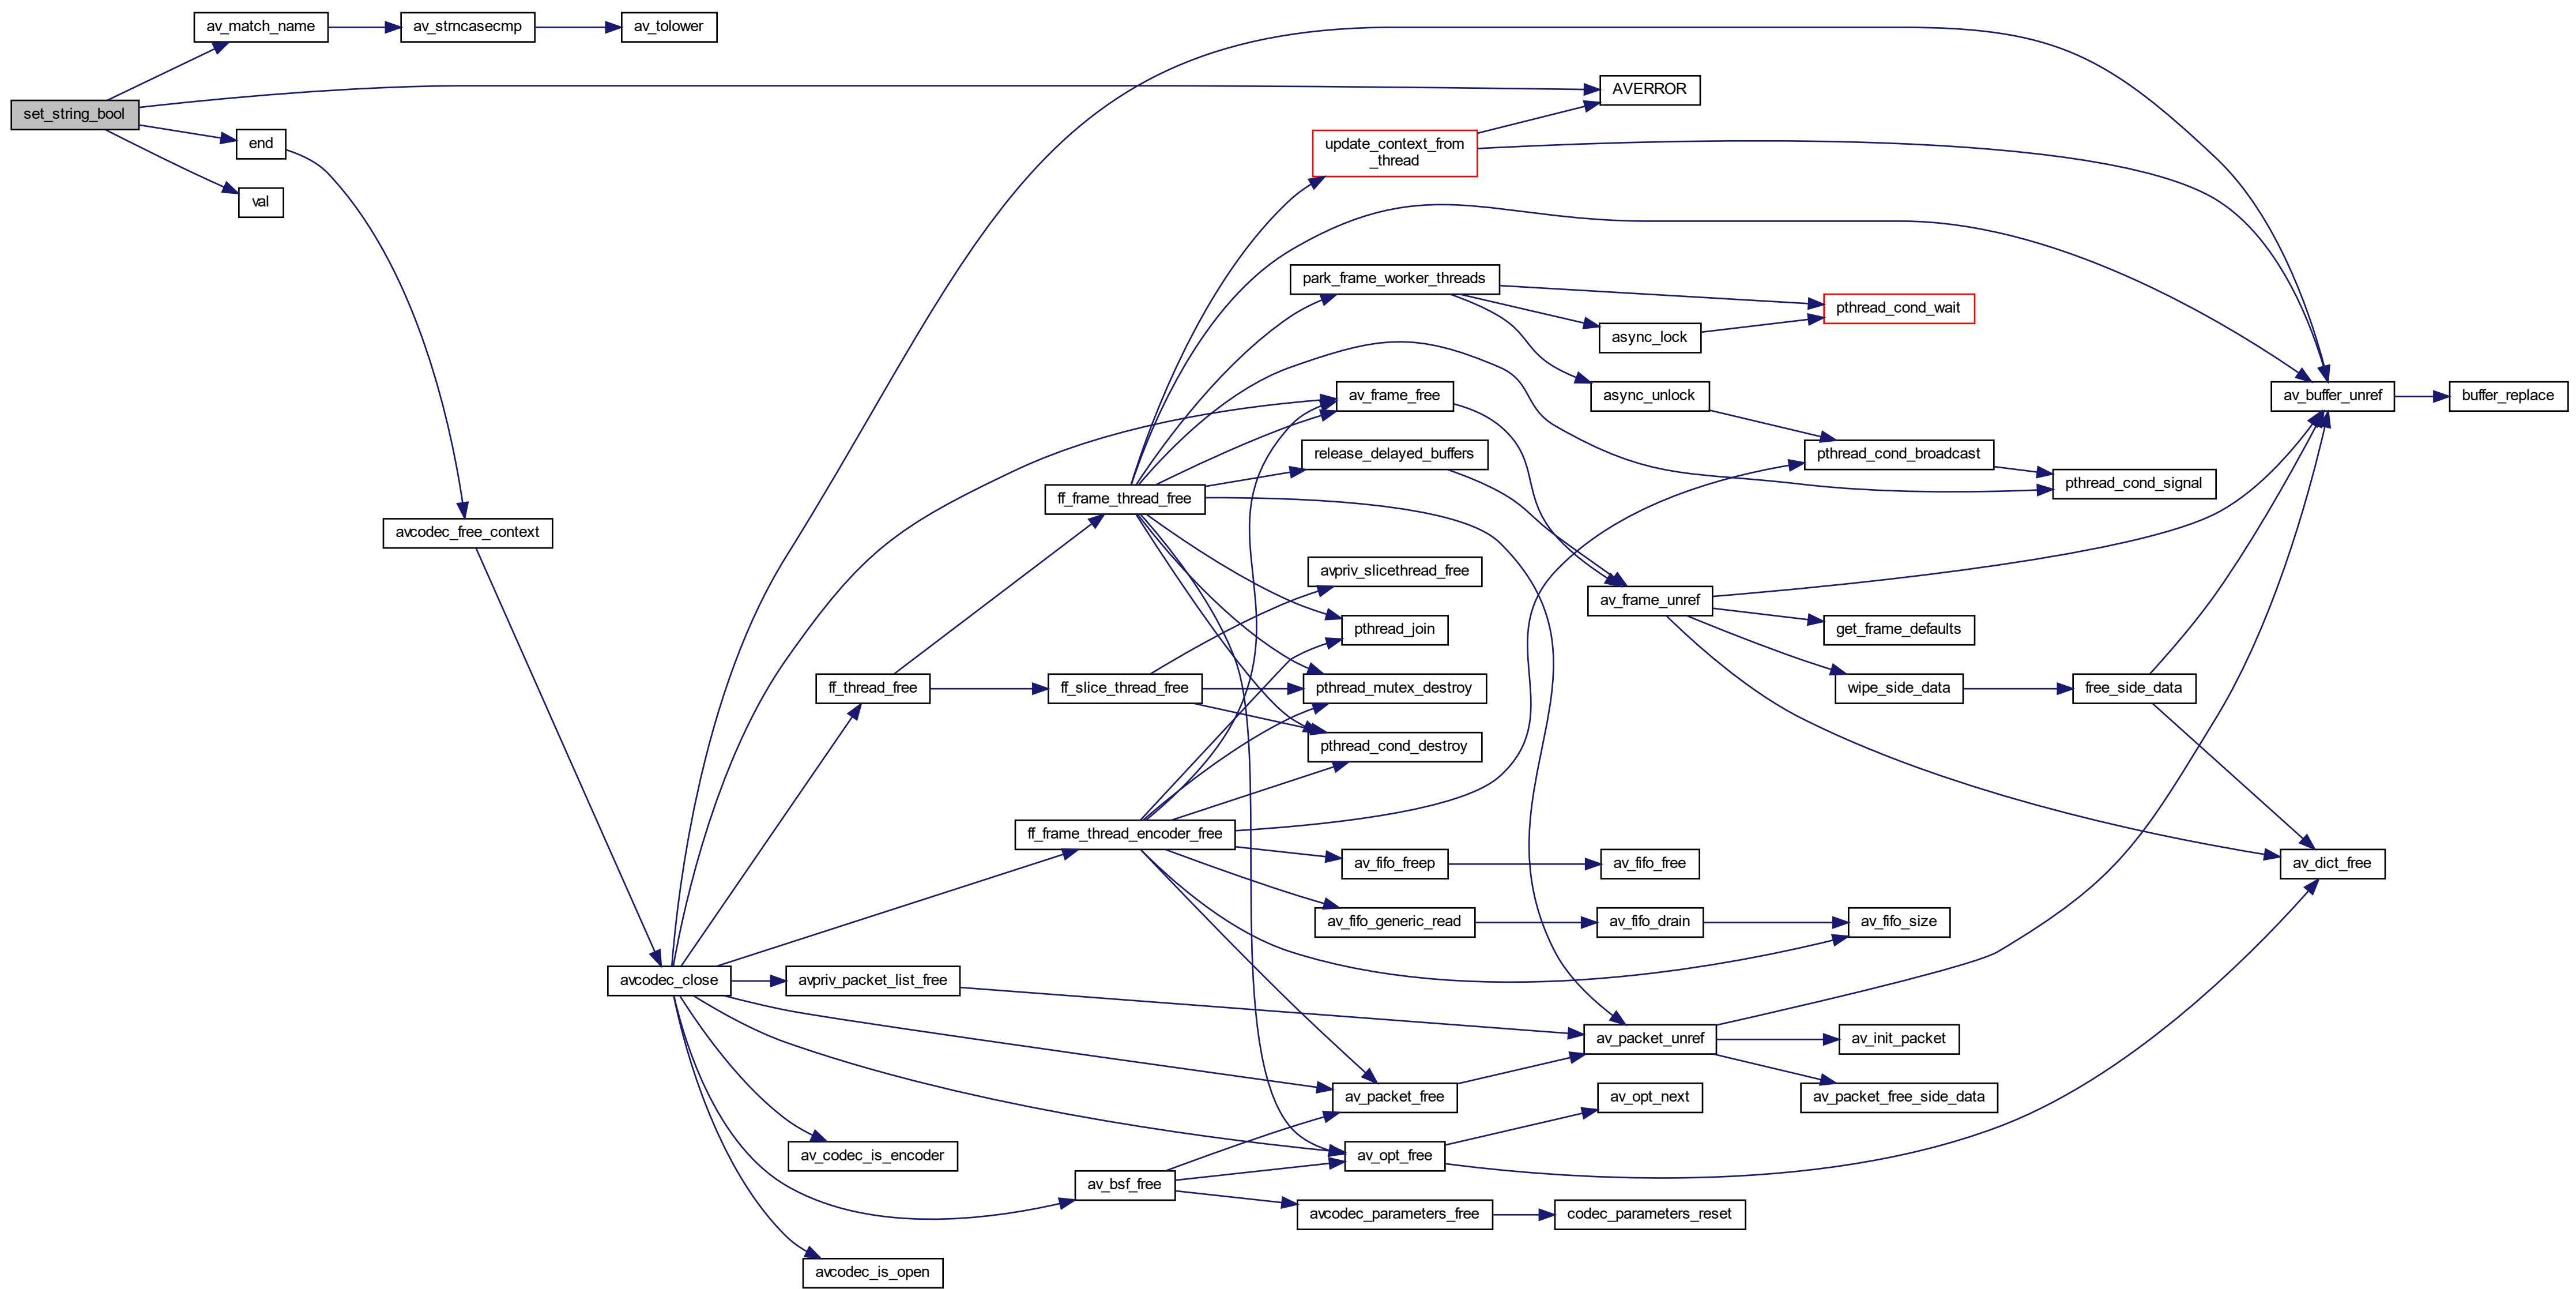 set_string_bool
av_match_name
av_strncasecmp
av_tolower
AVERROR
end
val
update_context_from
_thread
park_frame_worker_threads
pthread_cond_wait
async_lock
async_unlock
av_frame_free
av_buffer_unref
buffer_replace
release_delayed_buffers
pthread_cond_broadcast
pthread_cond_signal
ff_frame_thread_free
avcodec_free_context
avpriv_slicethread_free
av_frame_unref
pthread_join
get_frame_defaults
ff_thread_free
ff_slice_thread_free
pthread_mutex_destroy
wipe_side_data
free_side_data
pthread_cond_destroy
ff_frame_thread_encoder_free
av_fifo_freep
av_fifo_free
av_dict_free
av_fifo_generic_read
av_fifo_drain
av_fifo_size
avcodec_close
avpriv_packet_list_free
av_packet_unref
av_init_packet
av_packet_free
av_opt_next
av_packet_free_side_data
av_codec_is_encoder
av_opt_free
av_bsf_free
avcodec_parameters_free
codec_parameters_reset
avcodec_is_open